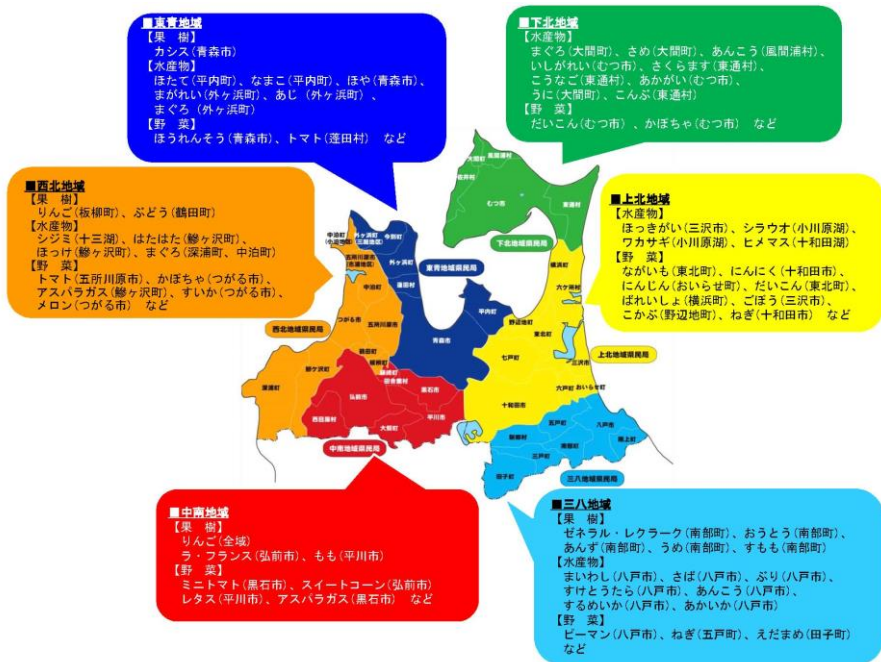 ■東青地域
【果　樹】
カシス(青森市)
【水産物】
ほたて(平内町)、なまこ(平内町)、ほや(青森市)、
まがれい(外ヶ浜町)、あじ (外ヶ浜町) 、
まぐろ (外ヶ浜町)
【野　菜】
ほうれんそう(青森市)、トマト(蓬田村)　など
■下北地域
【水産物】
まぐろ(大間町)、さめ(大間町)、あんこう(風間浦村)、
いしがれい(むつ市)、さくらます(東通村)、
こうなご(東通村)、あかがい(むつ市)、
うに(大間町)、こんぶ(東通村)
【野　菜】
だいこん(むつ市) 、かぼちゃ(むつ市)　など
■西北地域
【果　樹】
りんご(板柳町)、ぶどう(鶴田町)
【水産物】
シジミ(十三湖)、はたはた(鰺ヶ沢町)、
ほっけ(鰺ヶ沢町)、まぐろ(深浦町、中泊町)
【野　菜】
トマト(五所川原市)、かぼちゃ(つがる市)、
アスパラガス(鰺ヶ沢町)、すいか(つがる市)、
メロン(つがる市)　など
■上北地域
【水産物】
ほっきがい(三沢市)、シラウオ(小川原湖)、
ワカサギ(小川原湖)、ヒメマス(十和田湖)
【野　菜】
ながいも(東北町)、にんにく(十和田市)、
にんじん(おいらせ町)、だいこん(東北町)、
ばれいしょ(横浜町)、ごぼう(三沢市)、
こかぶ(野辺地町)、ねぎ(十和田市)　など
大間町
風間浦村
佐井村
むつ市
東通村
下北地域県民局
中泊町
(小泊地区)
外ヶ浜町
(三厩地区)
今別町
五所川原市
(市浦地区)
外ヶ浜町
東青地域県民局
横浜町
六ヶ所村
中泊町
蓬田村
つがる市
五所川原市
平内町
野辺地町
西北地域県民局
青森市
東北町
鶴田町
板柳町
七戸町
上北地域県民局
三沢市
藤崎町
田舎館村
鰺ケ沢町
深浦町
弘前市
黒石市
六戸町
おいらせ町
十和田市
西目屋村
平川市
大鰐町
五戸町
八戸市
新郷村
南部町
階上町
三戸町
田子町
中南地域県民局
三八地域県民局
■中南地域
【果　樹】
りんご(全域)
ラ・フランス(弘前市)、もも(平川市)
【野　菜】
ミニトマト(黒石市)、スイートコーン(弘前市)
レタス(平川市)、アスパラガス(黒石市)　など
■三八地域
【果　樹】
ゼネラル・レクラーク(南部町)、おうとう(南部町)、
あんず(南部町)、うめ(南部町)、すもも(南部町)
【水産物】
まいわし(八戸市)、さば(八戸市)、ぶり(八戸市)、
すけとうたら(八戸市)、あんこう(八戸市)、
するめいか(八戸市)、あかいか(八戸市)
【野　菜】
ピーマン(八戸市)、ねぎ(五戸町)、えだまめ(田子町)
など